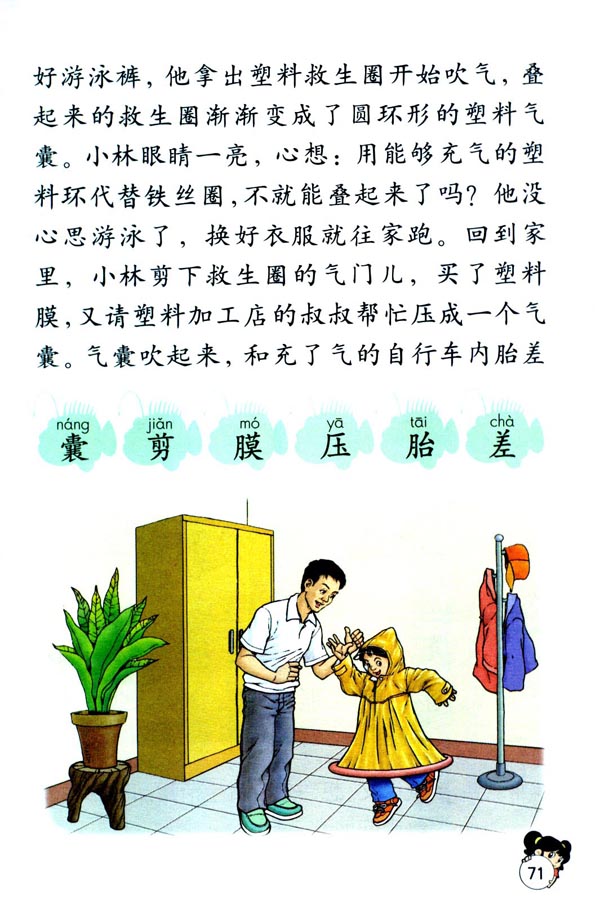 好游泳裤，他拿出塑料救生圈开始吹气，叠
起来的救生圈渐渐变成了圆环形的塑料气
囊。小林眼睛一亮，心想：用能够充气的塑
料环代替铁丝圈，不就能叠起来了吗？他没
心思游泳了，换好衣服就往家跑。回到家
里，小林剪下救生圈的气门儿，买了塑料
膜，又请塑料加工店的叔叔帮忙压成一个气
囊。气囊吹起来，和充了气的自行车内胎差
náng jiǎn mó yā tāi chà
囊 剪 膜 压 胎 差
71